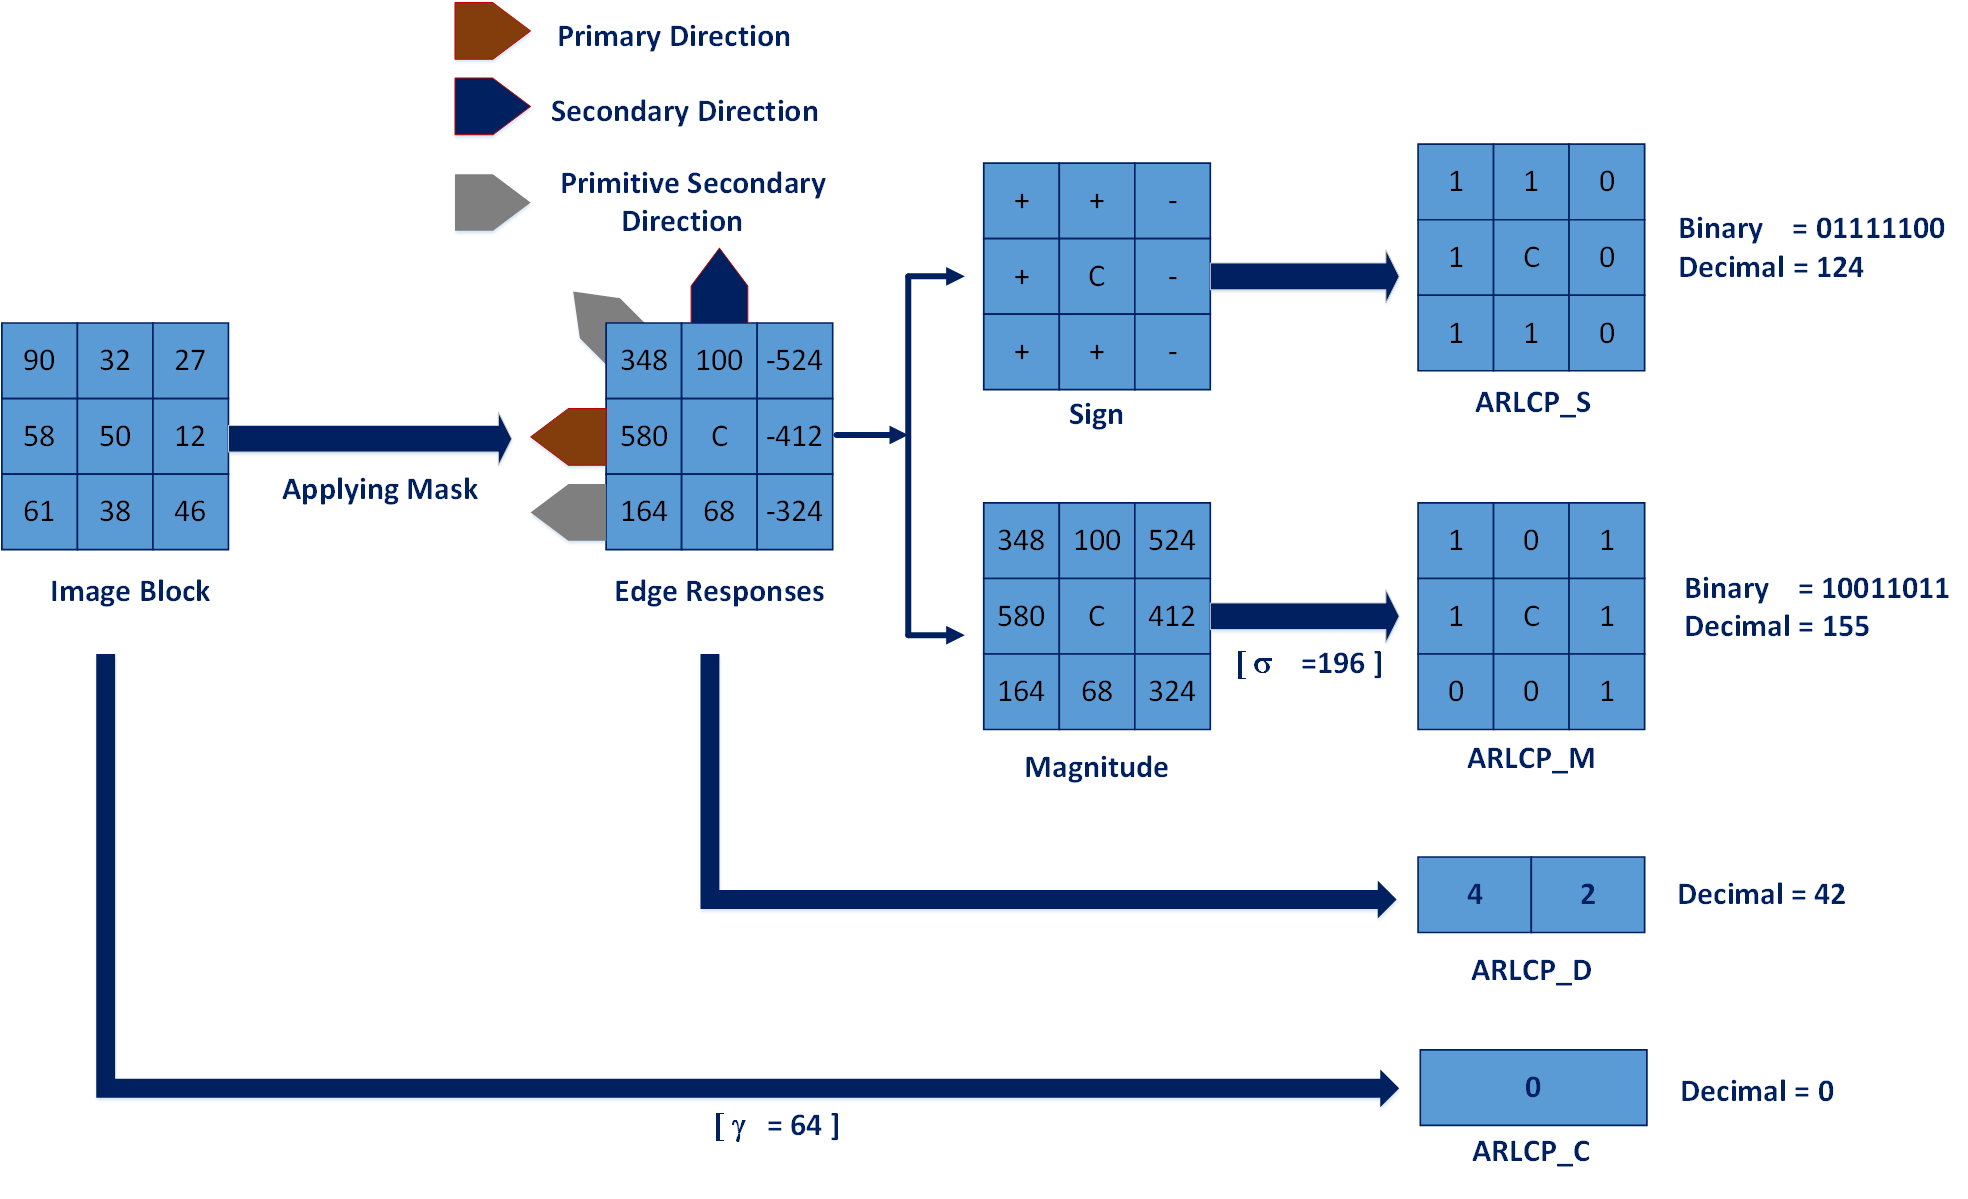 Primary Direction
Secondary Direction
Primitive Secondary
Direction
90 32 27
58 50 12
61 38 46
Image Block
Applying Mask
348 100 -524
580 C -412
164 68 -324
Edge Responses
+ + -
+ C -
+ + -
Sign
348 100 524
580 C 412
164 68 324
Magnitude
[ σ =196 ]
1 1 0
1 C 0
1 1 0
ARLCP_S
Binary = 01111100
Decimal = 124
1 0 1
1 C 1
0 0 1
ARLCP_M
Binary = 10011011
Decimal = 155
4 2
ARLCP_D
Decimal = 42
[ γ = 64 ]
0
ARLCP_C
Decimal = 0